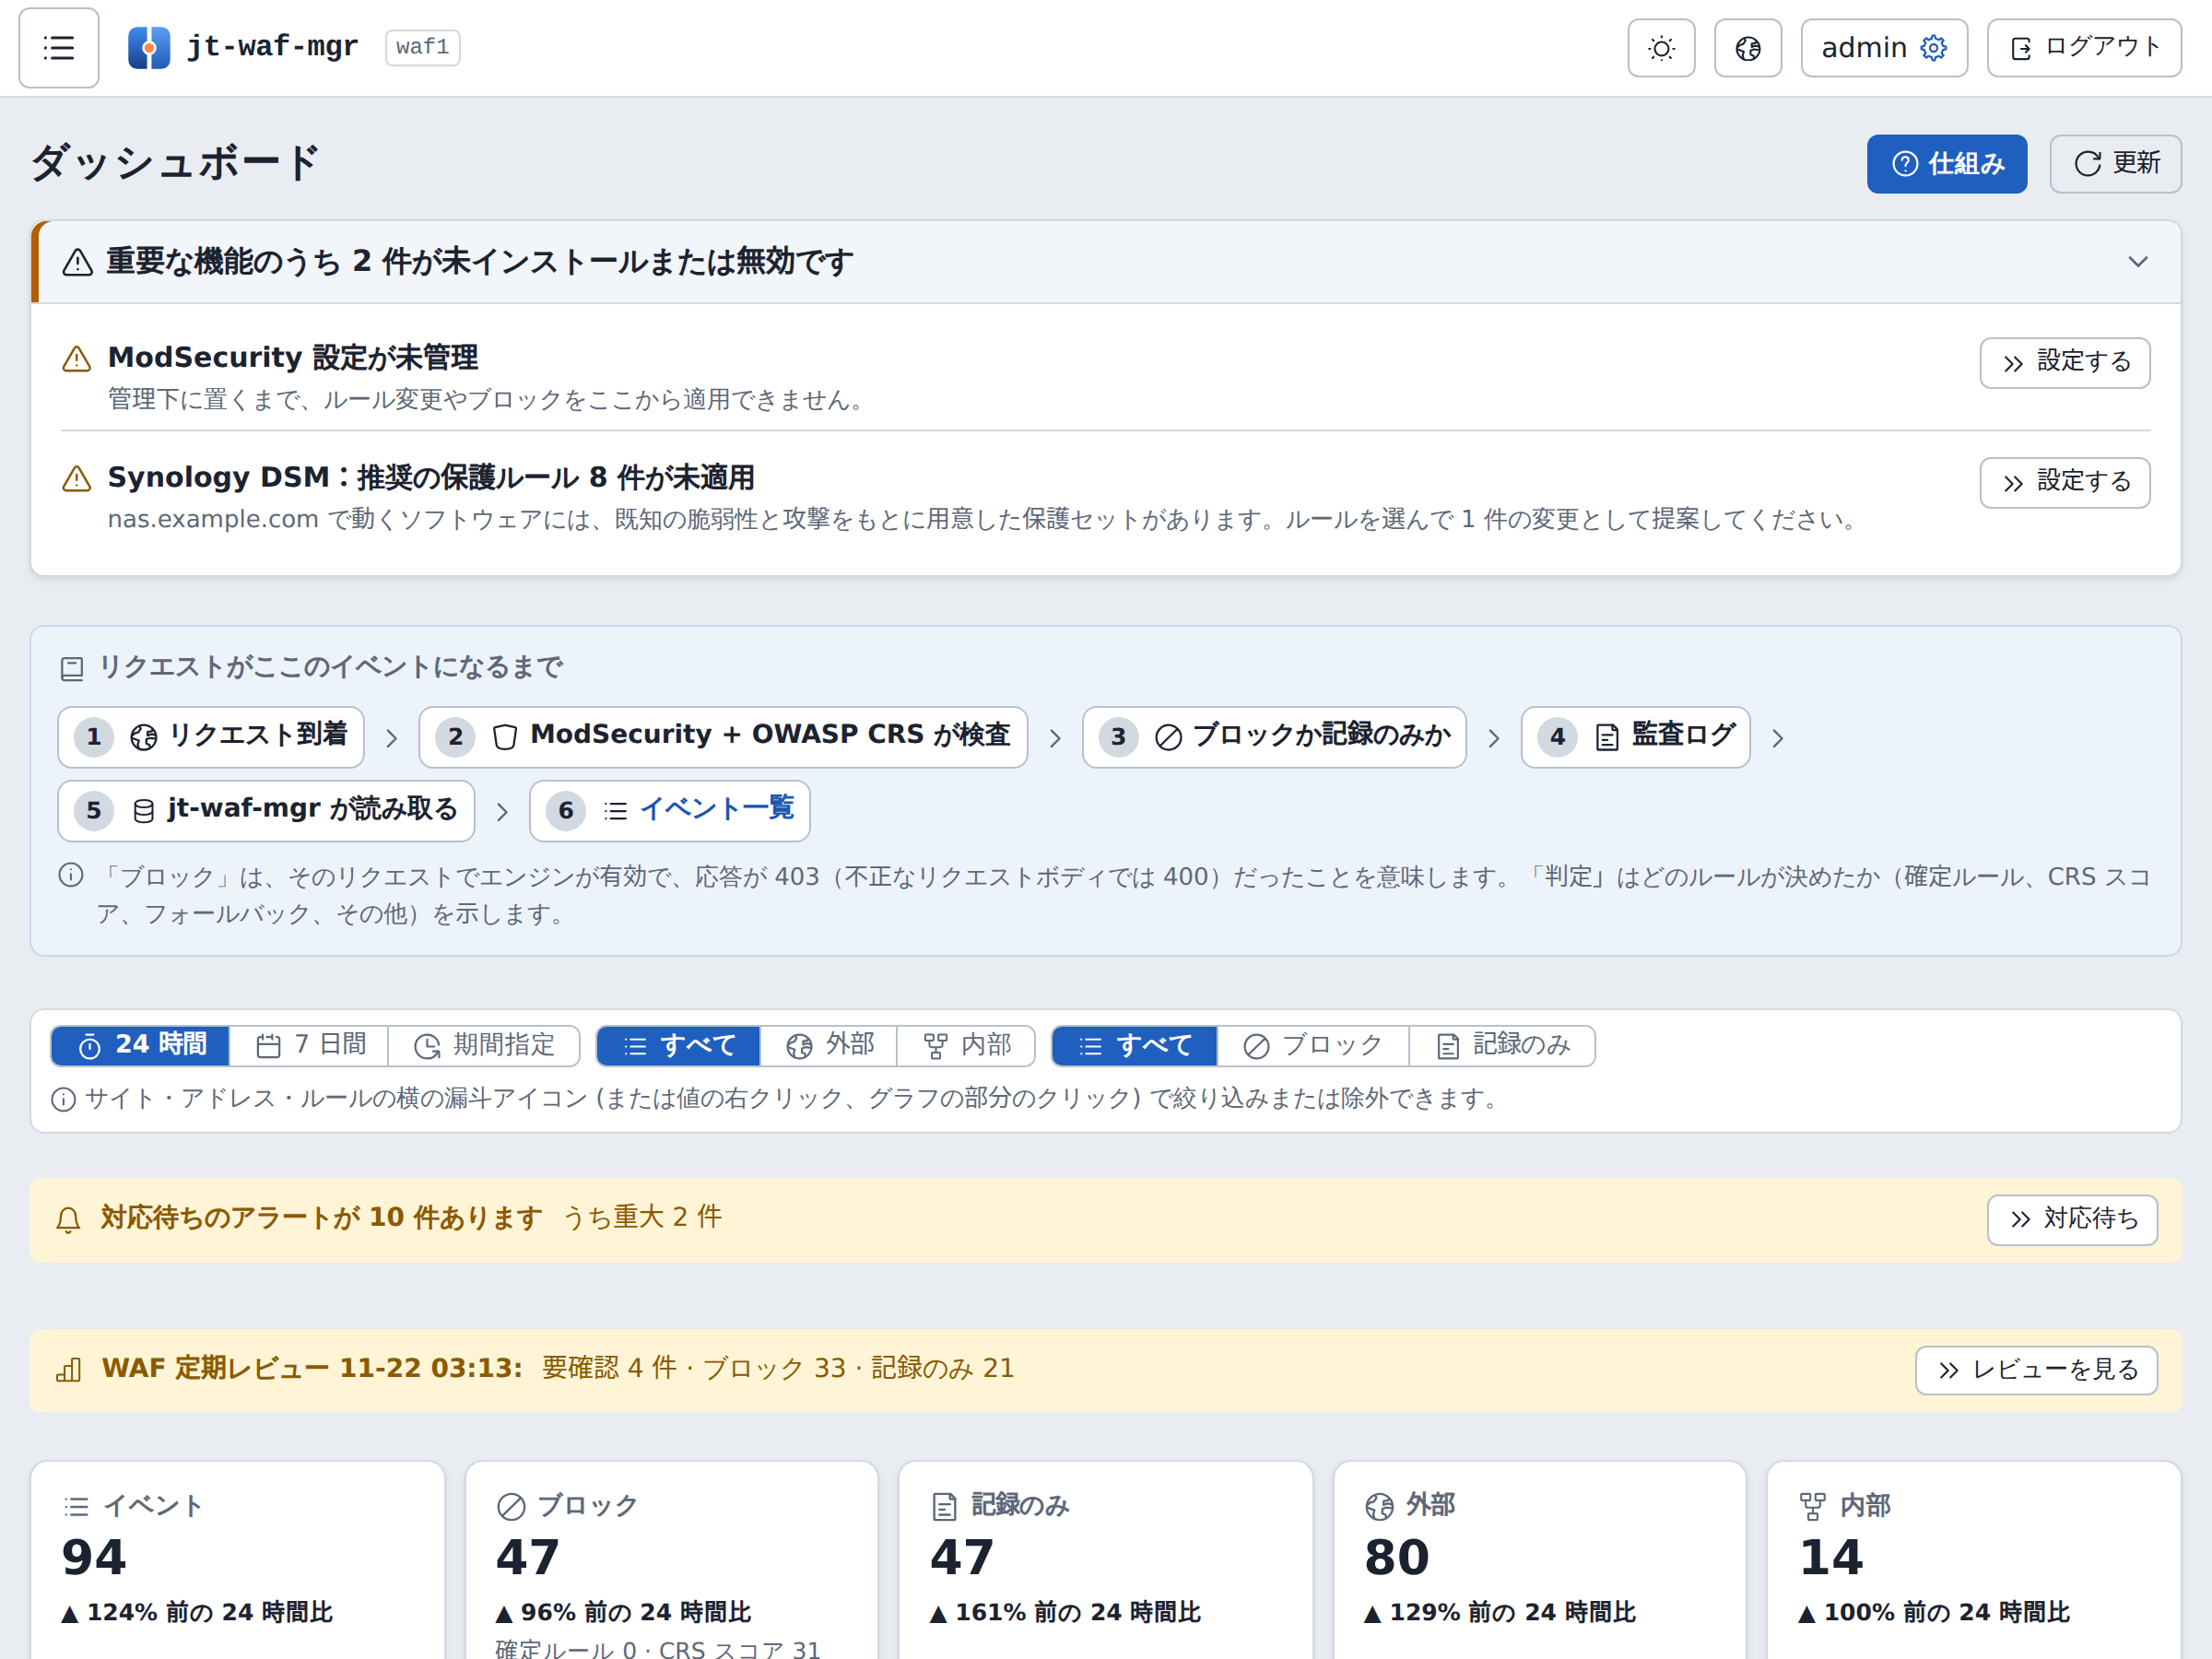 jt-waf-mgr waf1 admin ログアウト
ダッシュボード 仕組み 更新
重要な機能のうち 2 件が未インストールまたは無効です
ModSecurity 設定が未管理 設定する
管理下に置くまで、ルール変更やブロックをここから適用できません。
Synology DSM：推奨の保護ルール 8 件が未適用 設定する
nas.example.com で動くソフトウェアには、既知の脆弱性と攻撃をもとに用意した保護セットがあります。ルールを選んで 1 件の変更として提案してください。
リクエストがここのイベントになるまで
1 リクエスト到着 2 ModSecurity + OWASP CRS が検査 3 ブロックか記録のみか 4 監査ログ
5 jt-waf-mgr が読み取る 6 イベント一覧
「ブロック」は、そのリクエストでエンジンが有効で、応答が 403（不正なリクエストボディでは 400）だったことを意味します。「判定」はどのルールが決めたか（確定ルール、CRS スコ
ア、フォールバック、その他）を示します。
24 時間 7 日間 期間指定 すべて 外部 内部 すべて ブロック 記録のみ
サイト・アドレス・ルールの横の漏斗アイコン (または値の右クリック、グラフの部分のクリック) で絞り込みまたは除外できます。
対応待ちのアラートが 10 件あります うち重大 2 件 対応待ち
WAF 定期レビュー 11-22 03:13: 要確認 4 件 · ブロック 33 · 記録のみ 21 レビューを見る
イベント ブロック 記録のみ 外部 内部
94 47 47 80 14
▲ 124% 前の 24 時間比 ▲ 96% 前の 24 時間比 ▲ 161% 前の 24 時間比 ▲ 129% 前の 24 時間比 ▲ 100% 前の 24 時間比
確定ルール 0 · CRS スコア 31